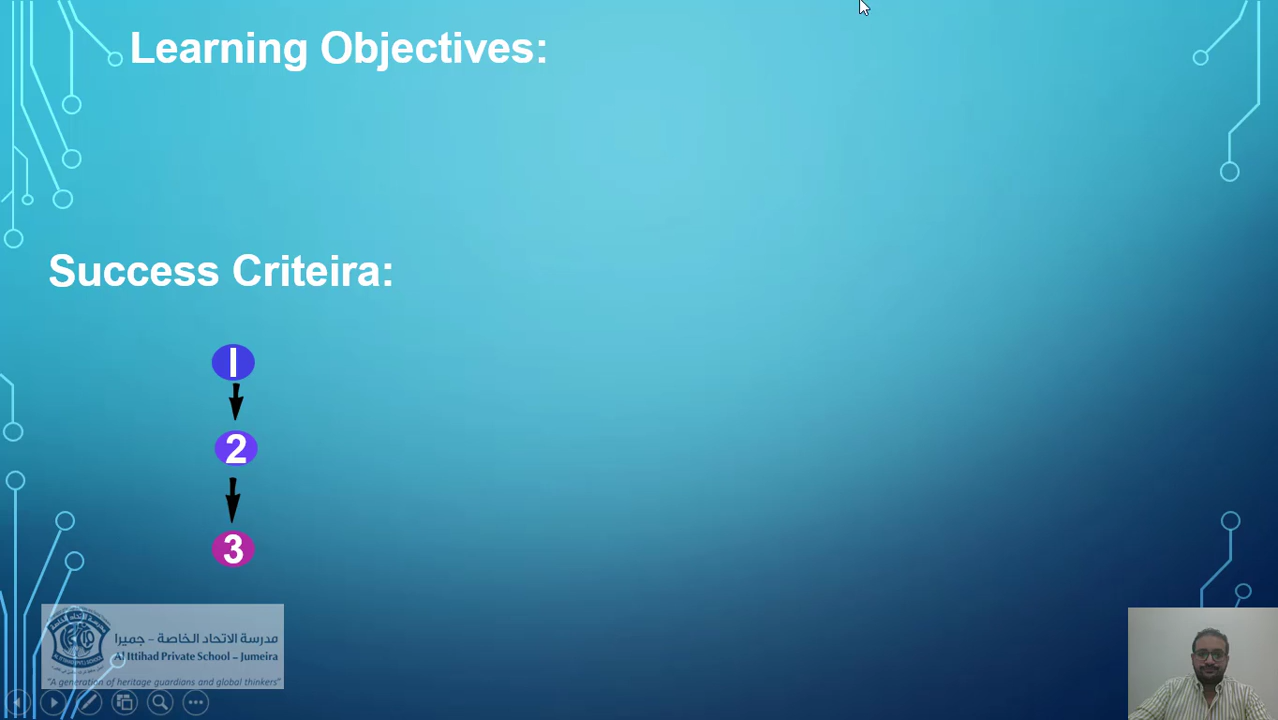 Learning Objectives:
Success Criteira:
1
2
3
مدرسة الاتحاد الخاصة - جميرا
Al Ittihad Private School – Jumeira
"A generation of heritage guardians and global thinkers"